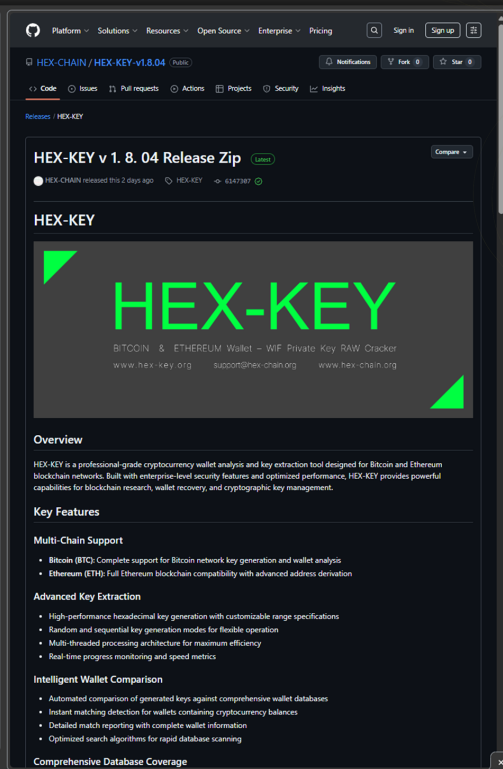 Platform Solutions Resources Open Source Enterprise Pricing Sign in Sign up
HEX-CHAIN / HEX-KEY-v1.8.04 Public Notifications Fork 0 Star 0
Code Issues Pull requests Actions Projects Security Insights
Releases / HEX-KEY
HEX-KEY v 1. 8. 04 Release Zip Latest Compare
HEX-CHAIN released this 2 days ago HEX-KEY 6147307
HEX-KEY
HEX-KEY
BITCOIN & ETHEREUM Wallet – WIF Private Key RAW Cracker
www.hex-key.org support@hex-chain.org www.hex-chain.org
Overview
HEX-KEY is a professional-grade cryptocurrency wallet analysis and key extraction tool designed for Bitcoin and Ethereum
blockchain networks. Built with enterprise-level security features and optimized performance, HEX-KEY provides powerful
capabilities for blockchain research, wallet recovery, and cryptographic key management.
Key Features
Multi-Chain Support
• Bitcoin (BTC): Complete support for Bitcoin network key generation and wallet analysis
• Ethereum (ETH): Full Ethereum blockchain compatibility with advanced address derivation
Advanced Key Extraction
• High-performance hexadecimal key generation with customizable range specifications
• Random and sequential key generation modes for flexible operation
• Multi-threaded processing architecture for maximum efficiency
• Real-time progress monitoring and speed metrics
Intelligent Wallet Comparison
• Automated comparison of generated keys against comprehensive wallet databases
• Instant matching detection for wallets containing cryptocurrency balances
• Detailed match reporting with complete wallet information
• Optimized search algorithms for rapid database scanning
Comprehensive Database Coverage